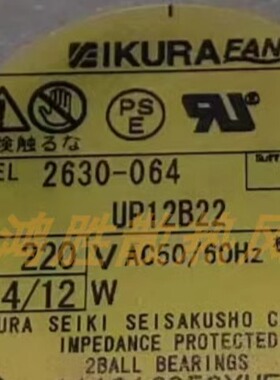 IKURA FAN
PS E
検触るな
EL 2630-064
UP12B22
220 V AC50/60Hz
4/12 W
URA SEIKI SEISAKUSHO C
IMPEDANCE PROTECTED
2BALL BEARINGS